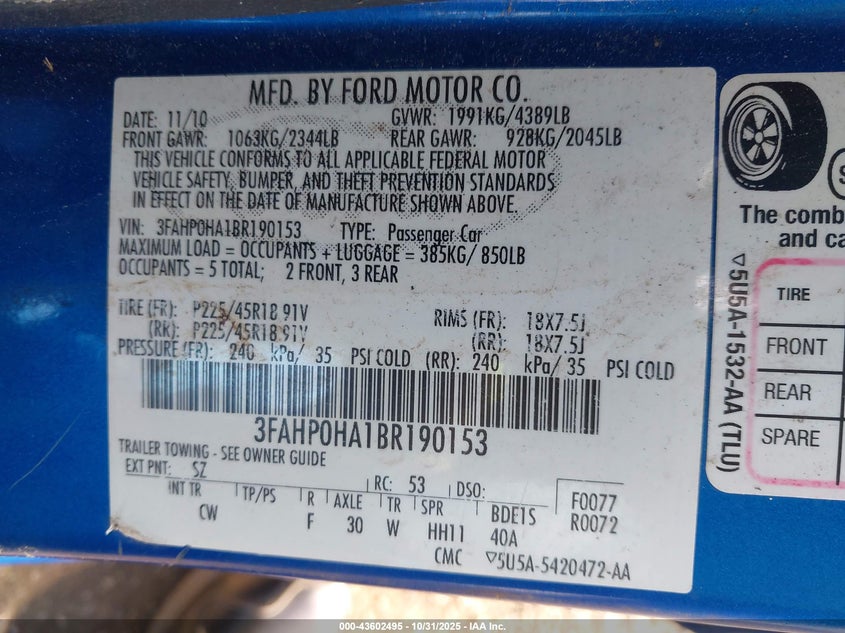 MFD. BY FORD MOTOR CO.
DATE: 11/10 GVWR: 1991KG/4389LB
FRONT GAWR: 1063KG/2344LB REAR GAWR: 928KG/2045LB
THIS VEHICLE CONFORMS TO ALL APPLICABLE FEDERAL MOTOR
VEHICLE SAFETY, BUMPER, AND THEFT PREVENTION STANDARDS
IN EFFECT ON THE DATE OF MANUFACTURE SHOWN ABOVE.
VIN: 3FAHP0HA1BR190153 TYPE: Passenger Car
MAXIMUM LOAD = OCCUPANTS + LUGGAGE = 385KG/ 850LB
OCCUPANTS = 5 TOTAL; 2 FRONT, 3 REAR
TIRE (FR): P225/45R18 91V RIMS (FR): 18X7.5J
(RR): P225/45R18 91V (RR): 18X7.5J
PRESSURE (FR): 240 kPa/ 35 PSI COLD (RR): 240 kPa/ 35 PSI COLD
3FAHP0HA1BR190153
TRAILER TOWING - SEE OWNER GUIDE
EXT PNT: SZ RC: 53 DSO: F0077
INT TR TP/PS R AXLE TR SPR BDE1S R0072
CW F 30 W HH11 40A
CMC ▽5U5A-5420472-AA
The comb
and ca
▽5U5A-1532-AA (TLU)
TIRE
FRONT
REAR
SPARE
000-43602495 - 10/31/2025 - IAA Inc.